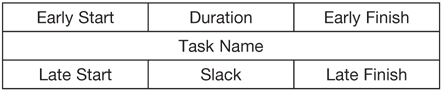 Early Start Duration Early Finish
Task Name
Late Start Slack Late Finish